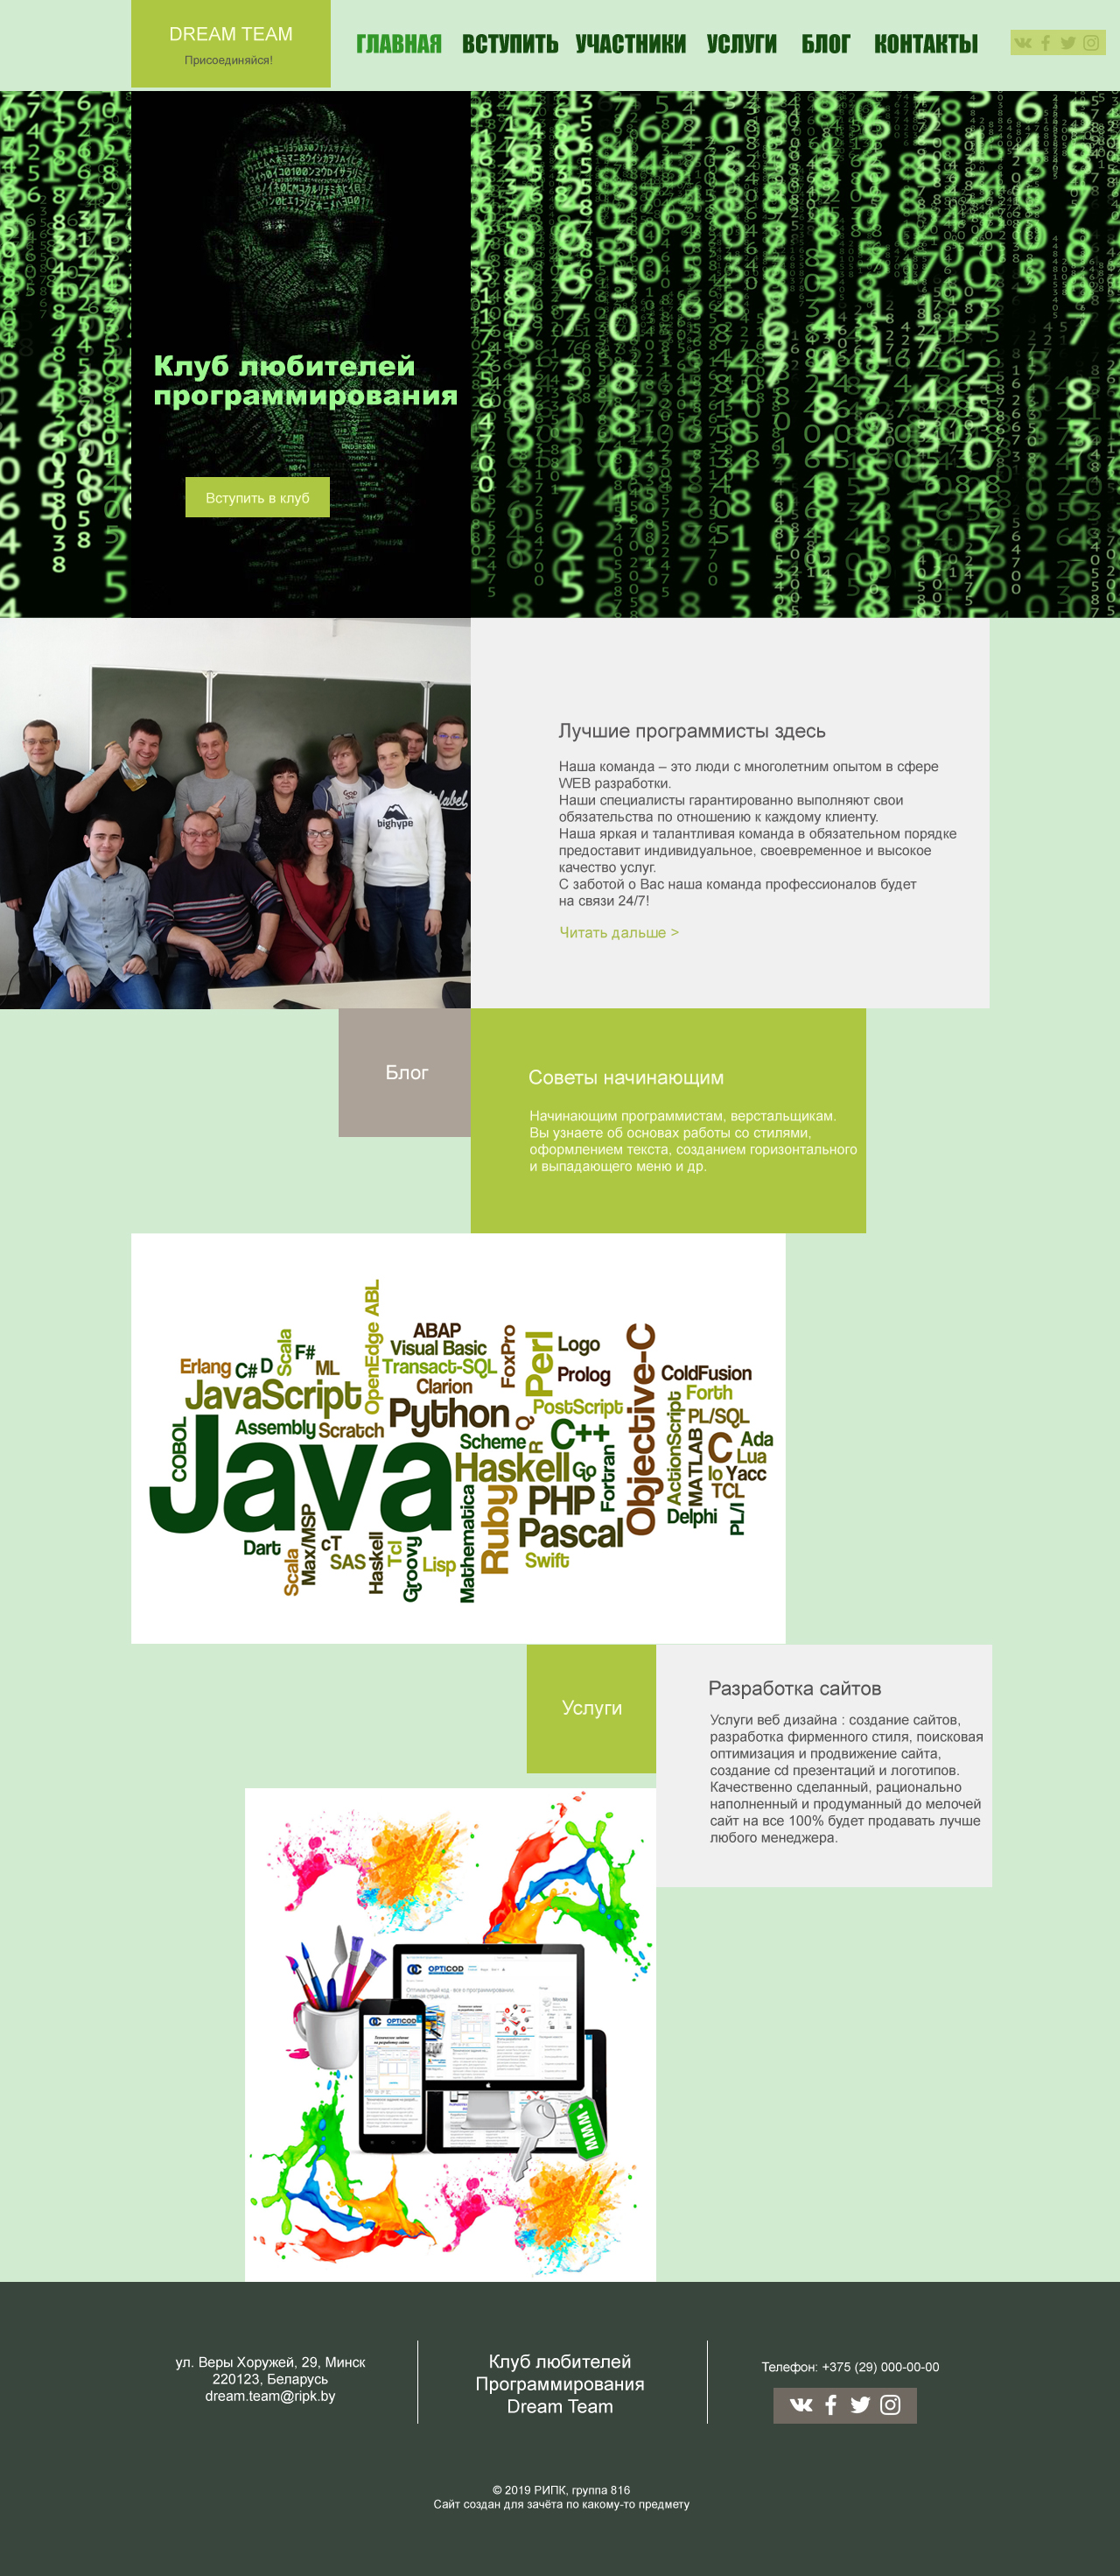 DREAM TEAM
Присоединяйся!
ГЛАВНАЯ ВСТУПИТЬ УЧАСТНИКИ УСЛУГИ БЛОГ КОНТАКТЫ
Клуб любителей
программирования
Вступить в клуб
bighype
Лучшие программисты здесь
Наша команда – это люди с многолетним опытом в сфере
WEB разработки.
Наши специалисты гарантированно выполняют свои
обязательства по отношению к каждому клиенту.
Наша яркая и талантливая команда в обязательном порядке
предоставит индивидуальное, своевременное и высокое
качество услуг.
С заботой о Вас наша команда профессионалов будет
на связи 24/7!
Читать дальше >
Блог
Советы начинающим
Начинающим программистам, верстальщикам.
Вы узнаете об основах работы со стилями,
оформлением текста, созданием горизонтального
и выпадающего меню и др.
OpenEdge ABL
ABAP
Visual Basic
Transact-SQL
FoxPro
Perl
Logo
Prolog
Objective-C
ColdFusion
Forth
Erlang
C#
D
Scala
F#
ML
JavaScript
Clarion
Python
PostScript
Q
ActionScript
PL/SQL
COBOL
Assembly
Scratch
Java
Scheme
R
C++
Haskell
Go
Fortran
MATLAB
C
Ada
Lua
Io
Yacc
TCL
Mathematica
Ruby
PHP
Pascal
Delphi
PL/I
Dart
Scala
Max/MSP
cT
SAS
Haskell
Tcl
Groovy
Lisp
Swift
Услуги
Разработка сайтов
Услуги веб дизайна : создание сайтов,
разработка фирменного стиля, поисковая
оптимизация и продвижение сайта,
создание cd презентаций и логотипов.
Качественно сделанный, рационально
наполненный и продуманный до мелочей
сайт на все 100% будет продавать лучше
любого менеджера.
OPTICOD
OPTICOD
WWW
ул. Веры Хоружей, 29, Минск
220123, Беларусь
dream.team@ripk.by
Клуб любителей
Программирования
Dream Team
Телефон: +375 (29) 000-00-00
© 2019 РИПК, группа 816
Сайт создан для зачёта по какому-то предмету